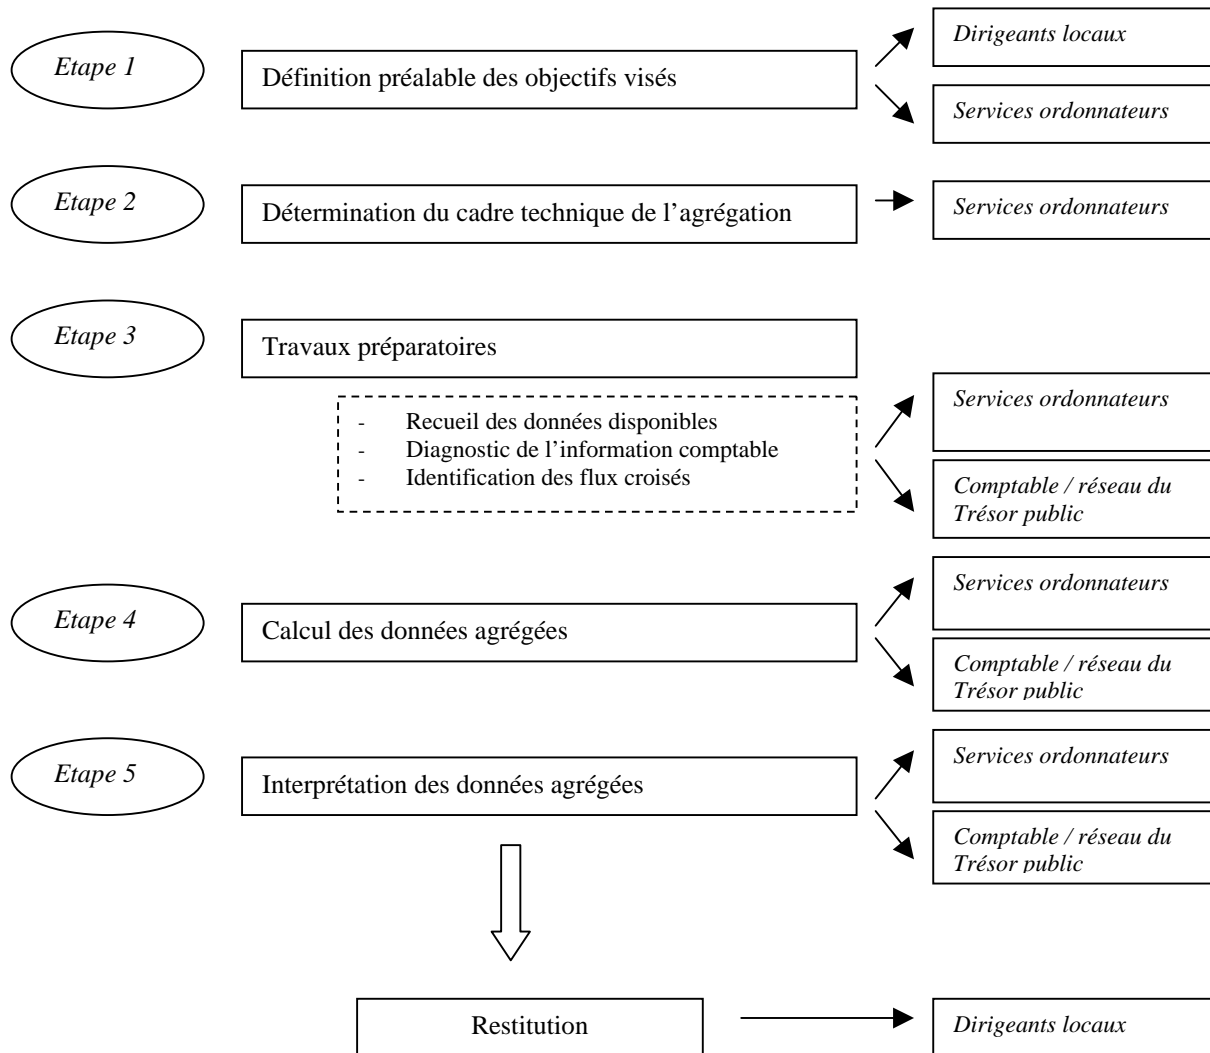 Etape 1
Définition préalable des objectifs visés
Dirigeants locaux
Services ordonnateurs
Etape 2
Détermination du cadre technique de l’agrégation
Services ordonnateurs
Etape 3
Travaux préparatoires
- Recueil des données disponibles
- Diagnostic de l’information comptable
- Identification des flux croisés
Services ordonnateurs
Comptable / réseau du
Trésor public
Etape 4
Calcul des données agrégées
Services ordonnateurs
Comptable / réseau du
Trésor public
Etape 5
Interprétation des données agrégées
Services ordonnateurs
Comptable / réseau du
Trésor public
Restitution
Dirigeants locaux